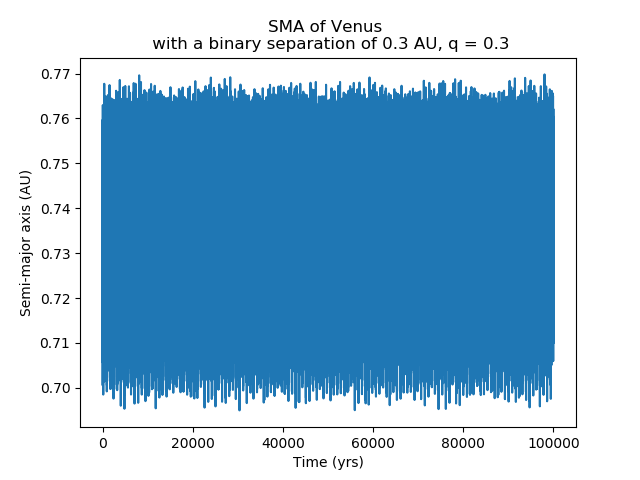 SMA of Venus
with a binary separation of 0.3 AU, q = 0.3
0.77
0.76
0.75
0.74
0.73
0.72
0.71
0.70
Semi-major axis (AU)
0 20000 40000 60000 80000 100000
Time (yrs)